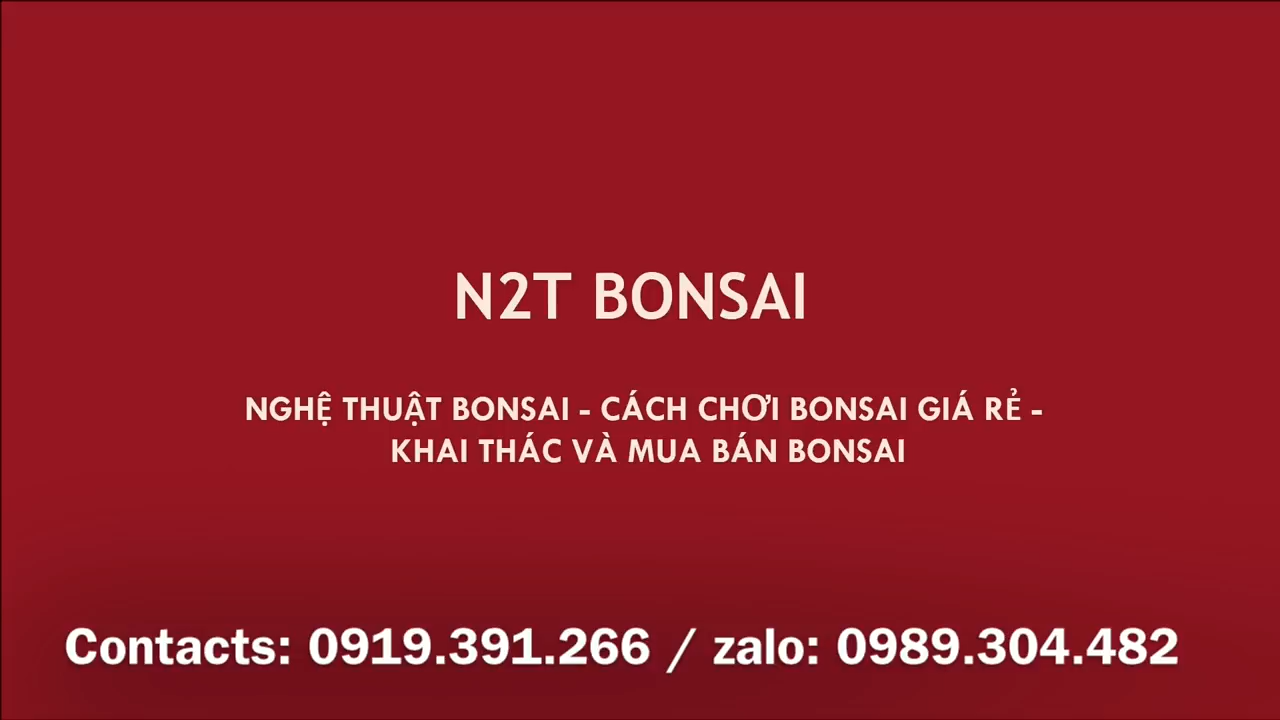 N2T BONSAI
NGHỆ THUẬT BONSAI - CÁCH CHƠI BONSAI GIÁ RẺ -
KHAI THÁC VÀ MUA BÁN BONSAI
Contacts: 0919.391.266 / zalo: 0989.304.482